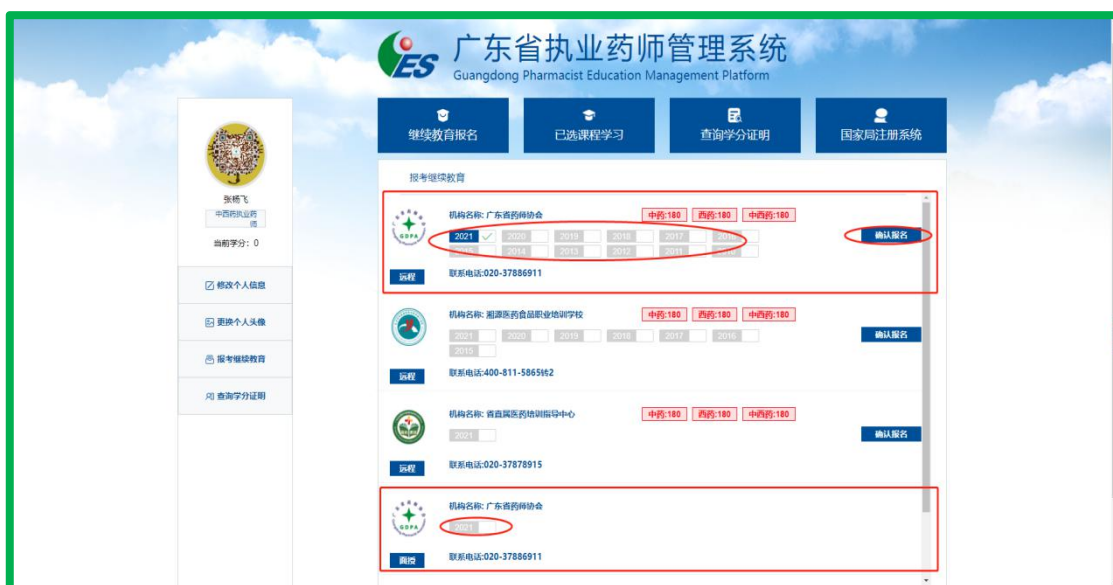 ES 广东省执业药师管理系统
Guangdong Pharmacist Education Management Platform
继续教育报名 已选课程学习 查询学分证明 国家局注册系统
张杨飞
中西药执业药
师
当前学分：0
修改个人信息
更换个人头像
报考继续教育
查询学分证明
报考继续教育
GDPA
机构名称: 广东省药师协会 中药:180 西药:180 中西药:180
2021 2020 2019 2018 2017 2016
2015 2014 2013 2012 2011 2010
确认报名
远程 联系电话:020-37886911
机构名称: 湘源医药食品职业培训学校 中药:180 西药:180 中西药:180
2021 2020 2019 2018 2017 2016
2015
确认报名
远程 联系电话:400-811-5865转2
机构名称: 省直属医药培训指导中心 中药:180 西药:180 中西药:180
2021
确认报名
远程 联系电话:020-37878915
GDPA
机构名称: 广东省药师协会
2021
面授 联系电话:020-37886911